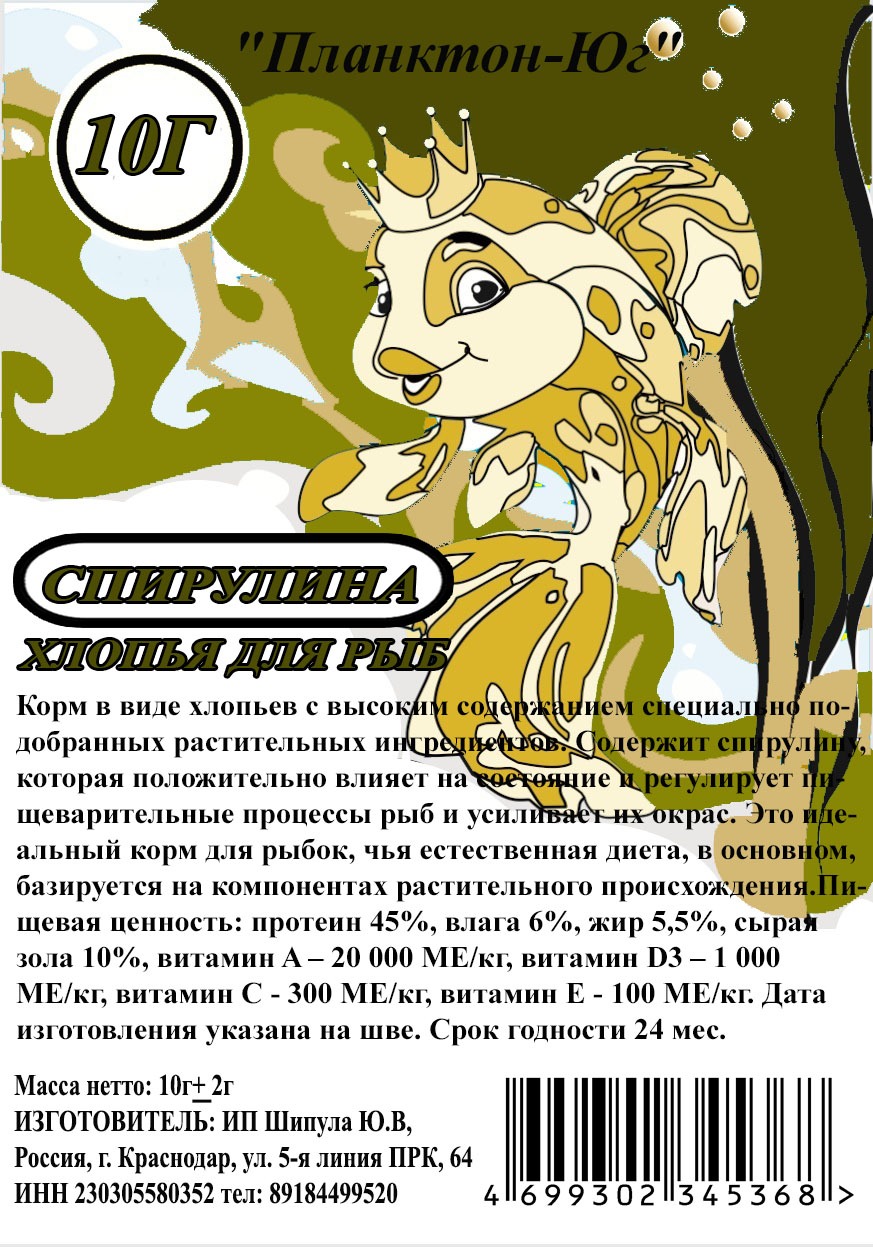 "Планктон-Юг"
10Г
СПИРУЛИНА
ХЛОПЬЯ ДЛЯ РЫБ
Корм в виде хлопьев с высоким содержанием специально по-
добранных растительных ингредиентов. Содержит спирулину,
которая положительно влияет на состояние и регулирует пи-
щеварительные процессы рыб и усиливает их окрас. Это иде-
альный корм для рыбок, чья естественная диета, в основном,
базируется на компонентах растительного происхождения.Пи-
щевая ценность: протеин 45%, влага 6%, жир 5,5%, сырая
зола 10%, витамин А – 20 000 МЕ/кг, витамин D3 – 1 000
МЕ/кг, витамин С - 300 МЕ/кг, витамин Е - 100 МЕ/кг. Дата
изготовления указана на шве. Срок годности 24 мес.
Масса нетто: 10г± 2г
ИЗГОТОВИТЕЛЬ: ИП Шипула Ю.В,
Россия, г. Краснодар, ул. 5-я линия ПРК, 64
ИНН 230305580352 тел: 89184499520
4 699302 345368 >